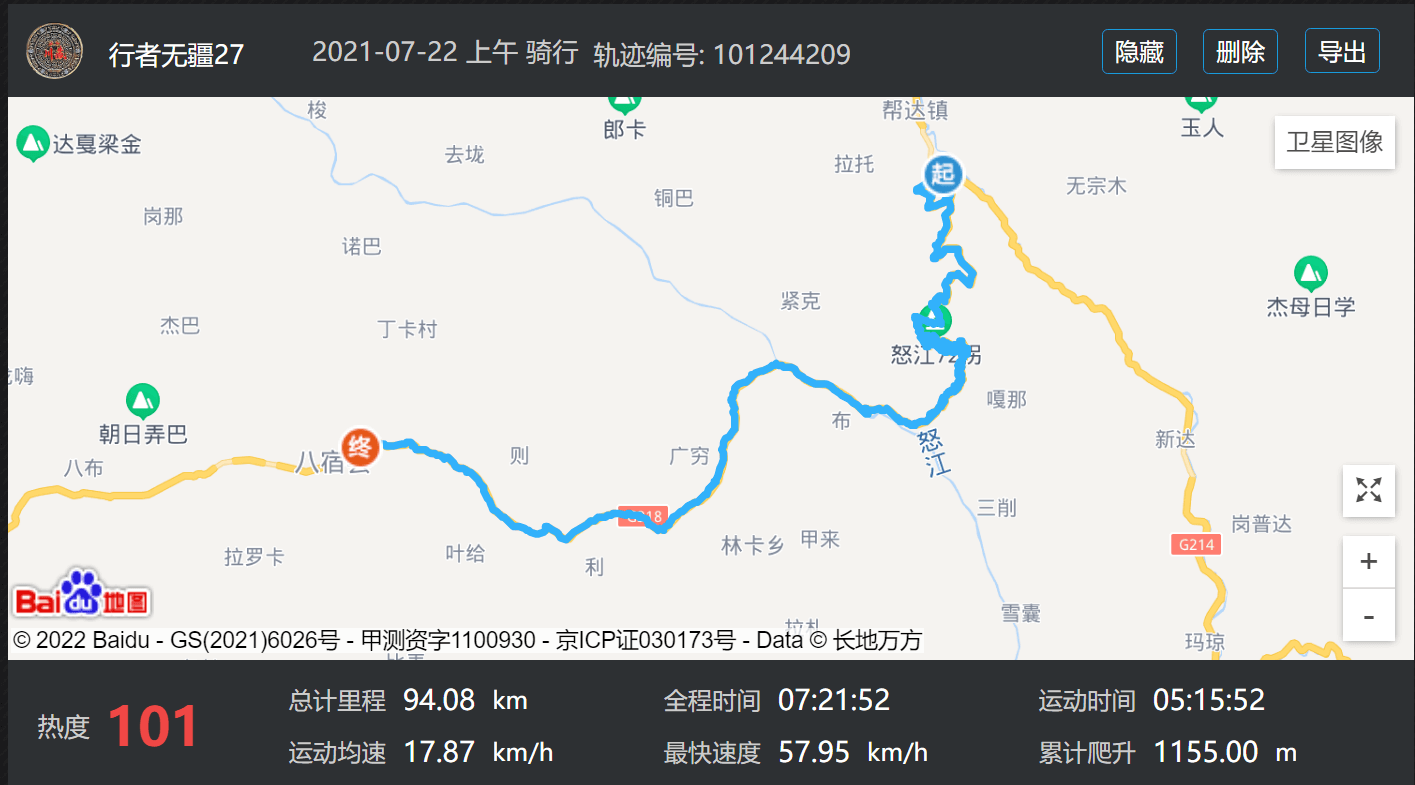 行者无疆27
2021-07-22 上午 骑行 轨迹编号: 101244209
隐藏
删除
导出
梭
郎卡
帮达镇
玉人
达戛梁金
卫星图像
去垅
拉托
起
无宗木
铜巴
岗那
诺巴
紧克
杰母日学
杰巴
丁卡村
怒江72拐
嗨
嘎那
朝日弄巴
布
新达
怒江
终
八宿
则
广穷
八布
三削
G318
岗普达
林卡乡
甲来
G214
叶给
拉罗卡
利
雪囊
玛琼
拉扎
+
-
Bai du 地图
© 2022 Baidu - GS(2021)6026号 - 甲测资字1100930 - 京ICP证030173号 - Data © 长地万方
热度 101
总计里程 94.08 km
全程时间 07:21:52
运动时间 05:15:52
运动均速 17.87 km/h
最快速度 57.95 km/h
累计爬升 1155.00 m